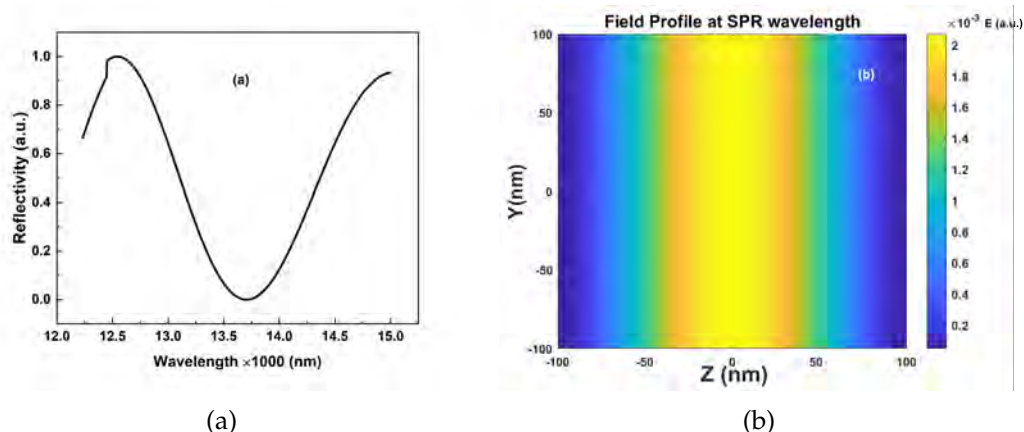 (a)
1.0
0.8
0.6
0.4
0.2
0.0
Reflectivity (a.u.)
12.0 12.5 13.0 13.5 14.0 14.5 15.0
Wavelength ×1000 (nm)
(a)
Field Profile at SPR wavelength
×10⁻³ E (a.u.)
(b)
100
50
0
-50
-100
Y(nm)
-100 -50 0 50 100
Z (nm)
2
1.8
1.6
1.4
1.2
1
0.8
0.6
0.4
0.2
(b)